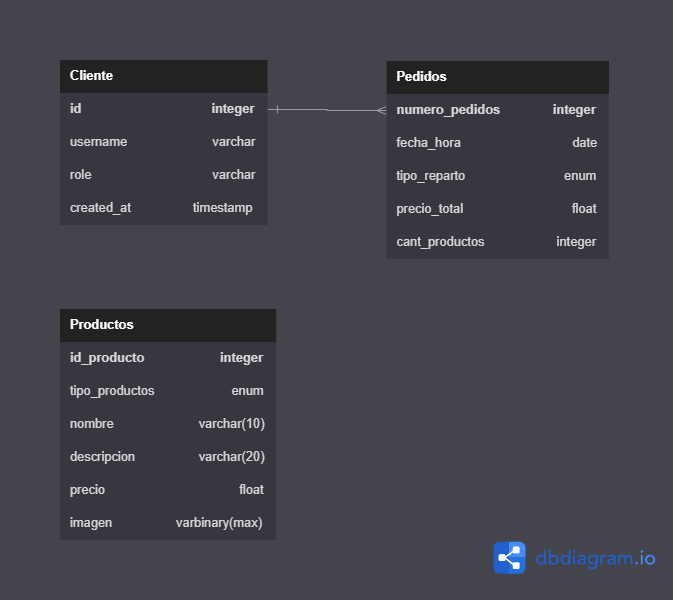 Cliente
id integer
username varchar
role varchar
created_at timestamp
Pedidos
numero_pedidos integer
fecha_hora date
tipo_reparto enum
precio_total float
cant_productos integer
Productos
id_producto integer
tipo_productos enum
nombre varchar(10)
descripcion varchar(20)
precio float
imagen varbinary(max)
dbdiagram.io